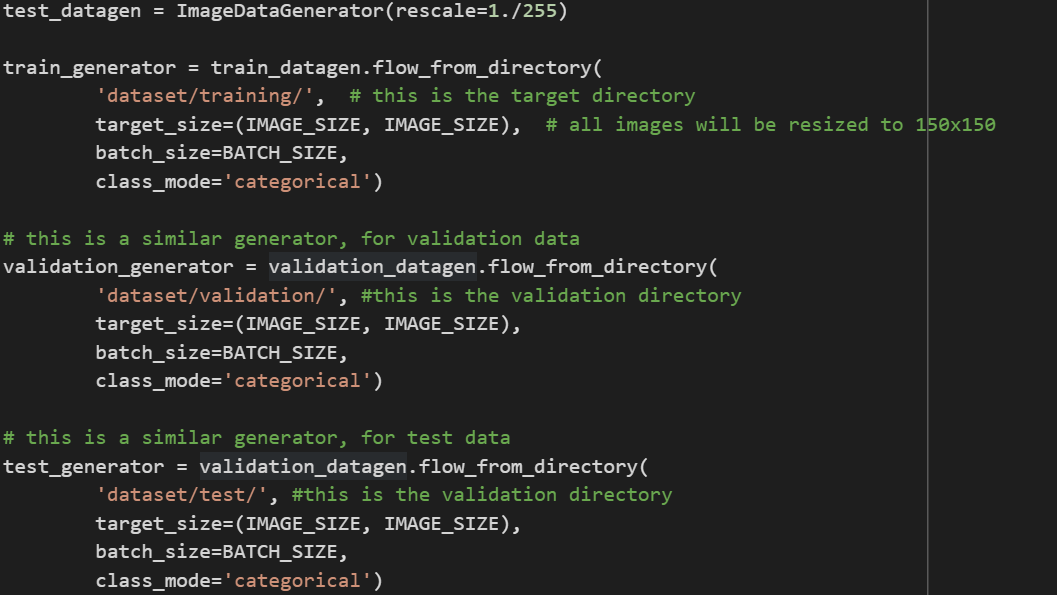 test_datagen = ImageDataGenerator(rescale=1./255)
train_generator = train_datagen.flow_from_directory(
'dataset/training/',  # this is the target directory
target_size=(IMAGE_SIZE, IMAGE_SIZE),  # all images will be resized to 150x150
batch_size=BATCH_SIZE,
class_mode='categorical')
# this is a similar generator, for validation data
validation_generator = validation_datagen.flow_from_directory(
'dataset/validation/', #this is the validation directory
target_size=(IMAGE_SIZE, IMAGE_SIZE),
batch_size=BATCH_SIZE,
class_mode='categorical')
# this is a similar generator, for test data
test_generator = validation_datagen.flow_from_directory(
'dataset/test/', #this is the validation directory
target_size=(IMAGE_SIZE, IMAGE_SIZE),
batch_size=BATCH_SIZE,
class_mode='categorical')